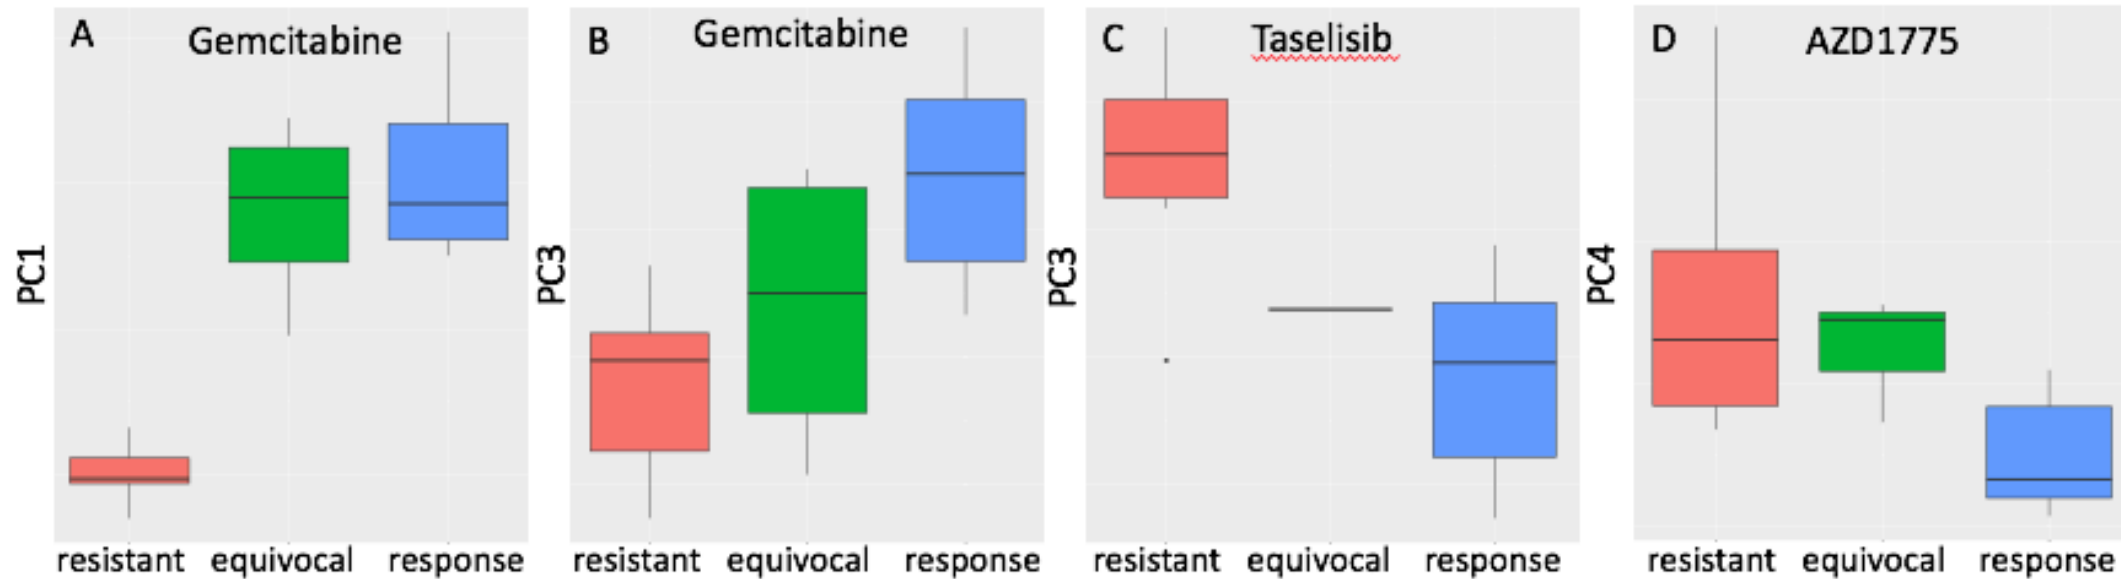 A Gemcitabine
PC1
resistant equivocal response
B Gemcitabine
PC3
resistant equivocal response
C Taselisib
PC3
resistant equivocal response
D AZD1775
PC4
resistant equivocal response